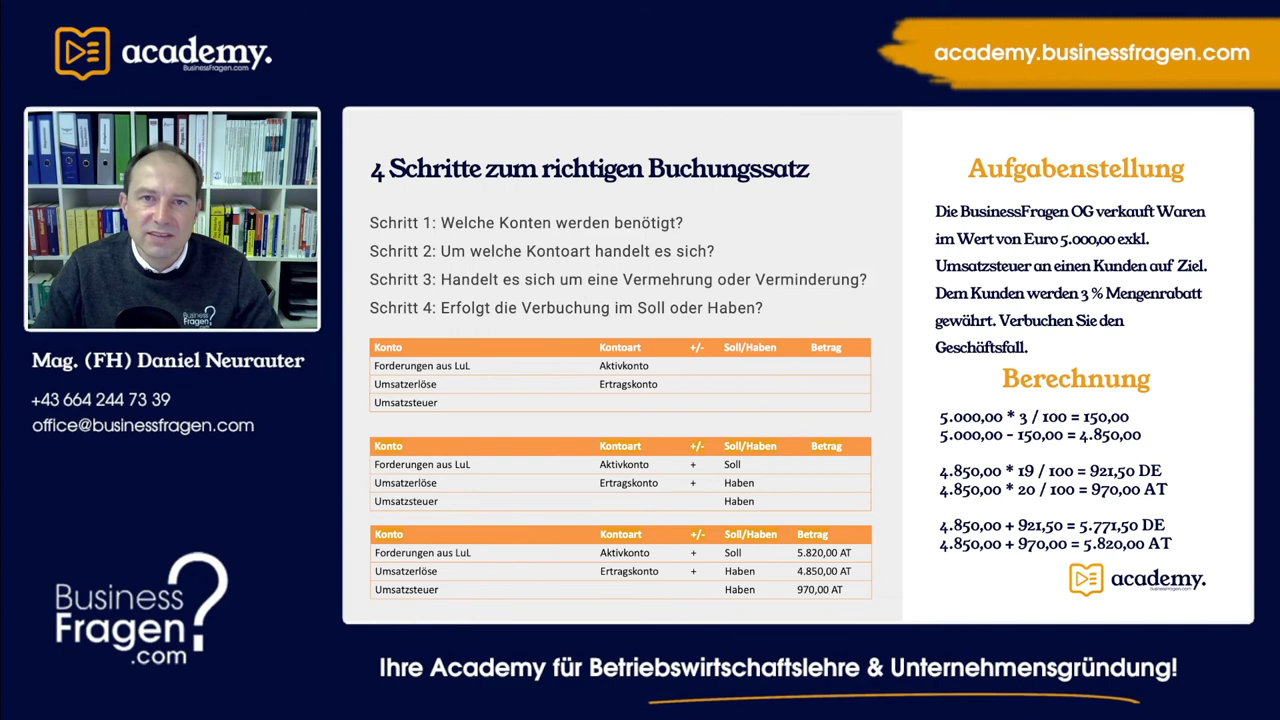 academy.
BusinessFragen.com
academy.businessfragen.com
Business
Fragen
?
Mag. (FH) Daniel Neurauter
+43 664 244 73 39
office@businessfragen.com
Business
Fragen
.com
?
4 Schritte zum richtigen Buchungssatz
Schritt 1: Welche Konten werden benötigt?
Schritt 2: Um welche Kontoart handelt es sich?
Schritt 3: Handelt es sich um eine Vermehrung oder Verminderung?
Schritt 4: Erfolgt die Verbuchung im Soll oder Haben?
Konto Kontoart +/- Soll/Haben Betrag
Forderungen aus LuL Aktivkonto
Umsatzerlöse Ertragskonto
Umsatzsteuer
Konto Kontoart +/- Soll/Haben Betrag
Forderungen aus LuL Aktivkonto + Soll
Umsatzerlöse Ertragskonto + Haben
Umsatzsteuer Haben
Konto Kontoart +/- Soll/Haben Betrag
Forderungen aus LuL Aktivkonto + Soll 5.820,00 AT
Umsatzerlöse Ertragskonto + Haben 4.850,00 AT
Umsatzsteuer Haben 970,00 AT
Aufgabenstellung
Die BusinessFragen OG verkauft Waren
im Wert von Euro 5.000,00 exkl.
Umsatzsteuer an einen Kunden auf Ziel.
Dem Kunden werden 3 % Mengenrabatt
gewährt. Verbuchen Sie den
Geschäftsfall.
Berechnung
5.000,00 * 3 / 100 = 150,00
5.000,00 - 150,00 = 4.850,00
4.850,00 * 19 / 100 = 921,50 DE
4.850,00 * 20 / 100 = 970,00 AT
4.850,00 + 921,50 = 5.771,50 DE
4.850,00 + 970,00 = 5.820,00 AT
academy.
Ihre Academy für Betriebswirtschaftslehre & Unternehmensgründung!